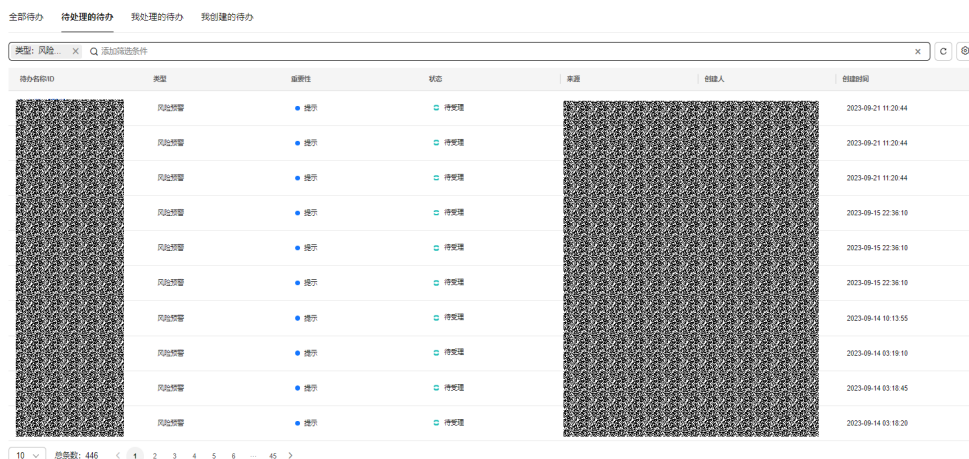 全部待办 待处理的待办 我处理的待办 我创建的待办
类型: 风险... × 添加筛选条件 ×
待办名称/ID 类型 重要性 状态 来源 创建人 创建时间
风险预警 提示 待受理 2023-09-21 11:20:44
风险预警 提示 待受理 2023-09-21 11:20:44
风险预警 提示 待受理 2023-09-21 11:20:44
风险预警 提示 待受理 2023-09-15 22:36:10
风险预警 提示 待受理 2023-09-15 22:36:10
风险预警 提示 待受理 2023-09-15 22:36:10
风险预警 提示 待受理 2023-09-14 10:13:55
风险预警 提示 待受理 2023-09-14 03:19:10
风险预警 提示 待受理 2023-09-14 03:18:45
风险预警 提示 待受理 2023-09-14 03:18:20
10 总条数: 446 < 1 2 3 4 5 6 ... 45 >